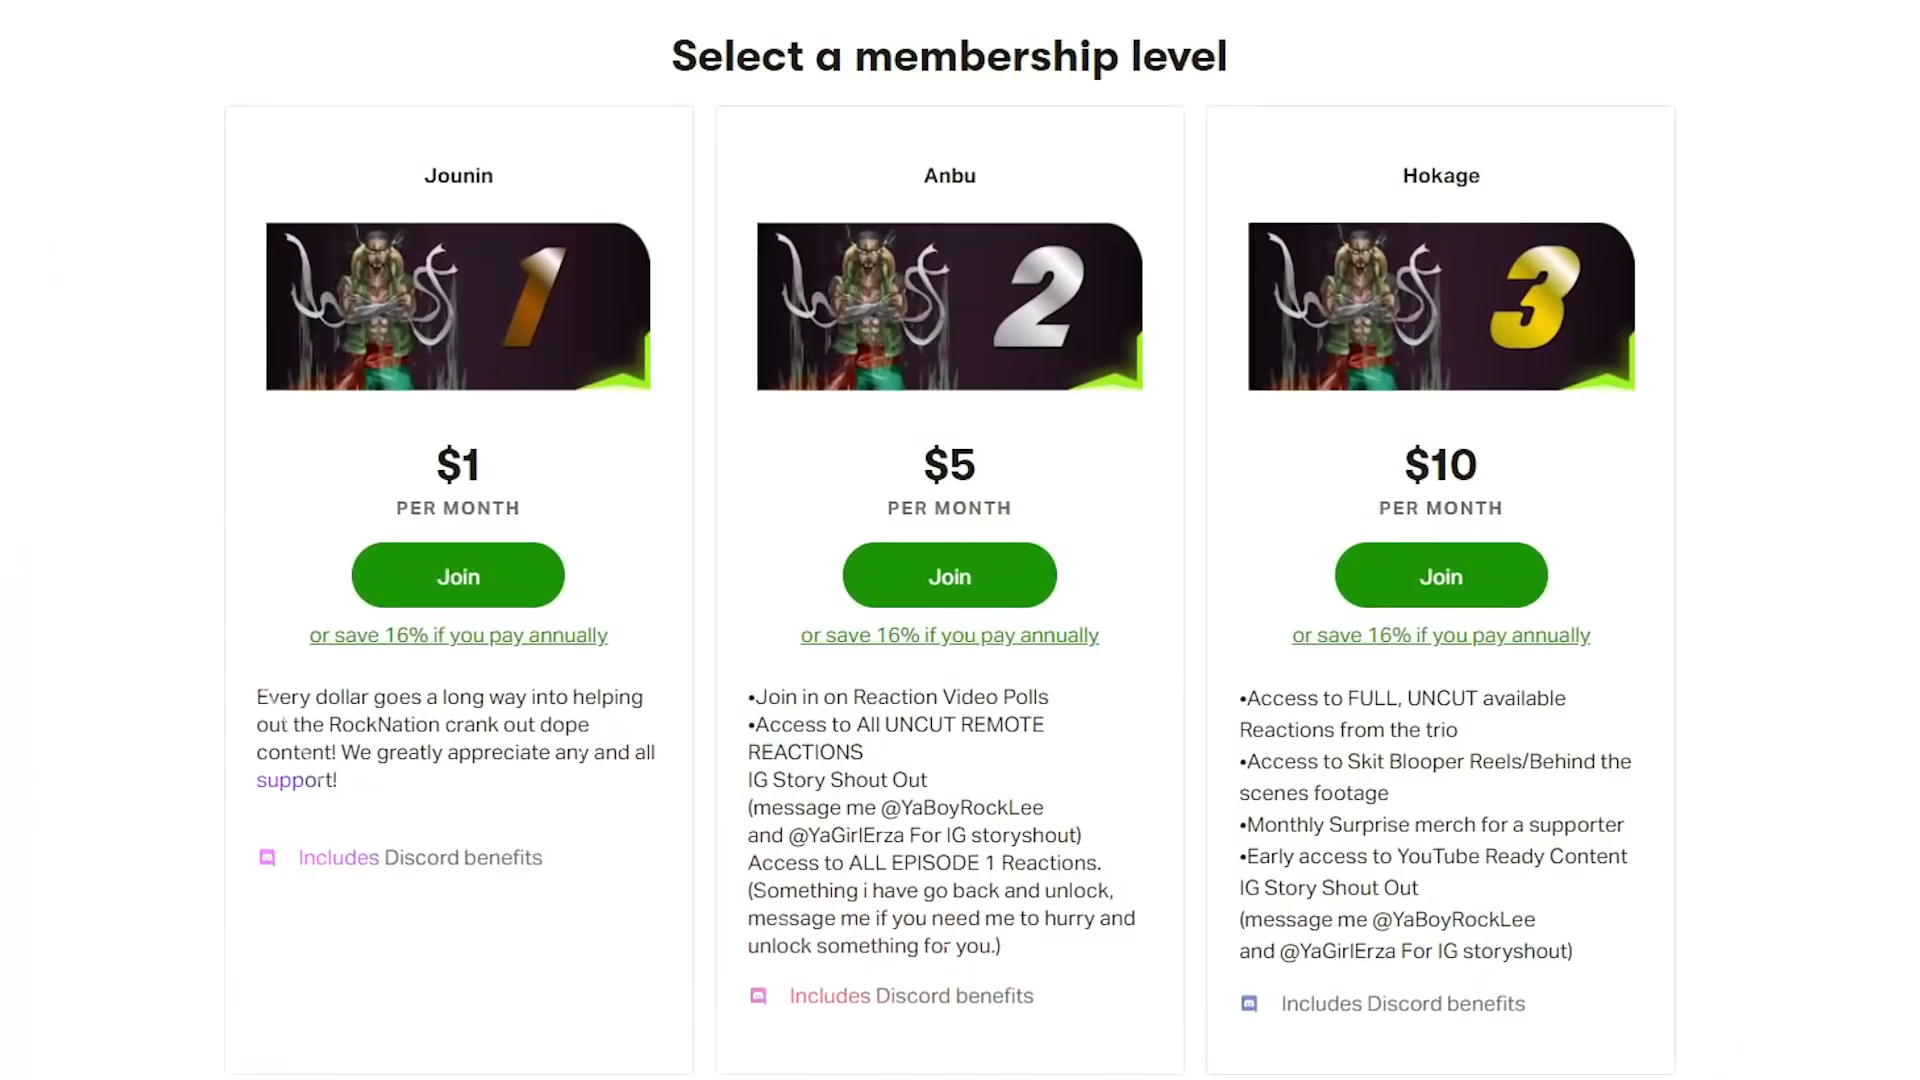 Select a membership level
Jounin
1
$1
PER MONTH
Join
or save 16% if you pay annually
Every dollar goes a long way into helping
out the RockNation crank out dope
content! We greatly appreciate any and all
support!
Includes Discord benefits
Anbu
2
$5
PER MONTH
Join
or save 16% if you pay annually
•Join in on Reaction Video Polls
•Access to All UNCUT REMOTE
REACTIONS
IG Story Shout Out
(message me @YaBoyRockLee
and @YaGirlErza For IG storyshout)
Access to ALL EPISODE 1 Reactions.
(Something i have go back and unlock,
message me if you need me to hurry and
unlock something for you.)
Includes Discord benefits
Hokage
3
$10
PER MONTH
Join
or save 16% if you pay annually
•Access to FULL, UNCUT available
Reactions from the trio
•Access to Skit Blooper Reels/Behind the
scenes footage
•Monthly Surprise merch for a supporter
•Early access to YouTube Ready Content
IG Story Shout Out
(message me @YaBoyRockLee
and @YaGirlErza For IG storyshout)
Includes Discord benefits